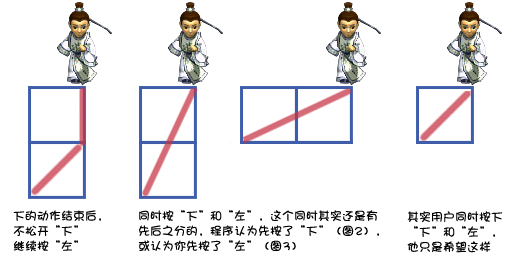 下的动作结束后，
不松开“下”
继续按“左”
同时按“下”和“左”，这个同时其实还是有
先后之分的，程序认为先按了“下”（图2），
或认为你先按了“左”（图3）
其实用户同时按下
“下”和“左”，
他只是希望这样